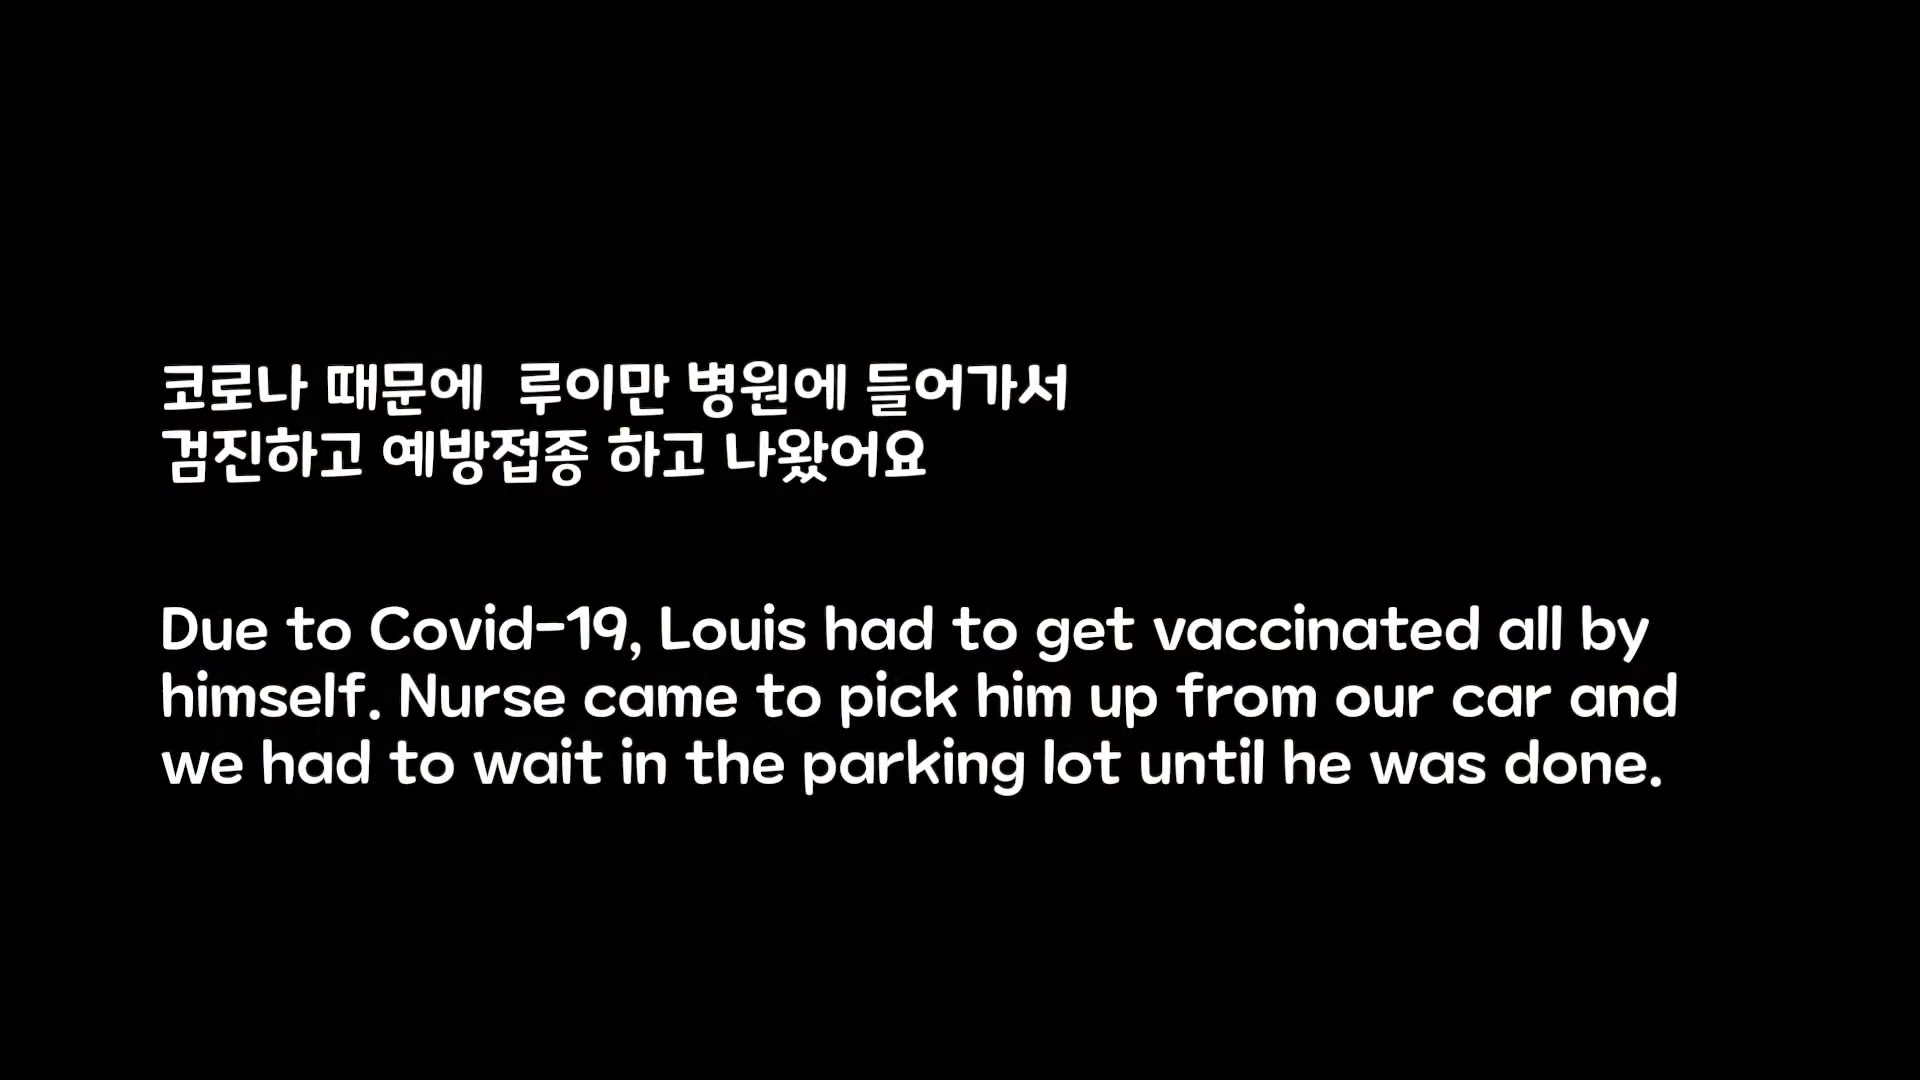 코로나 때문에  루이만 병원에 들어가서
검진하고 예방접종 하고 나왔어요
Due to Covid-19, Louis had to get vaccinated all by
himself. Nurse came to pick him up from our car and
we had to wait in the parking lot until he was done.